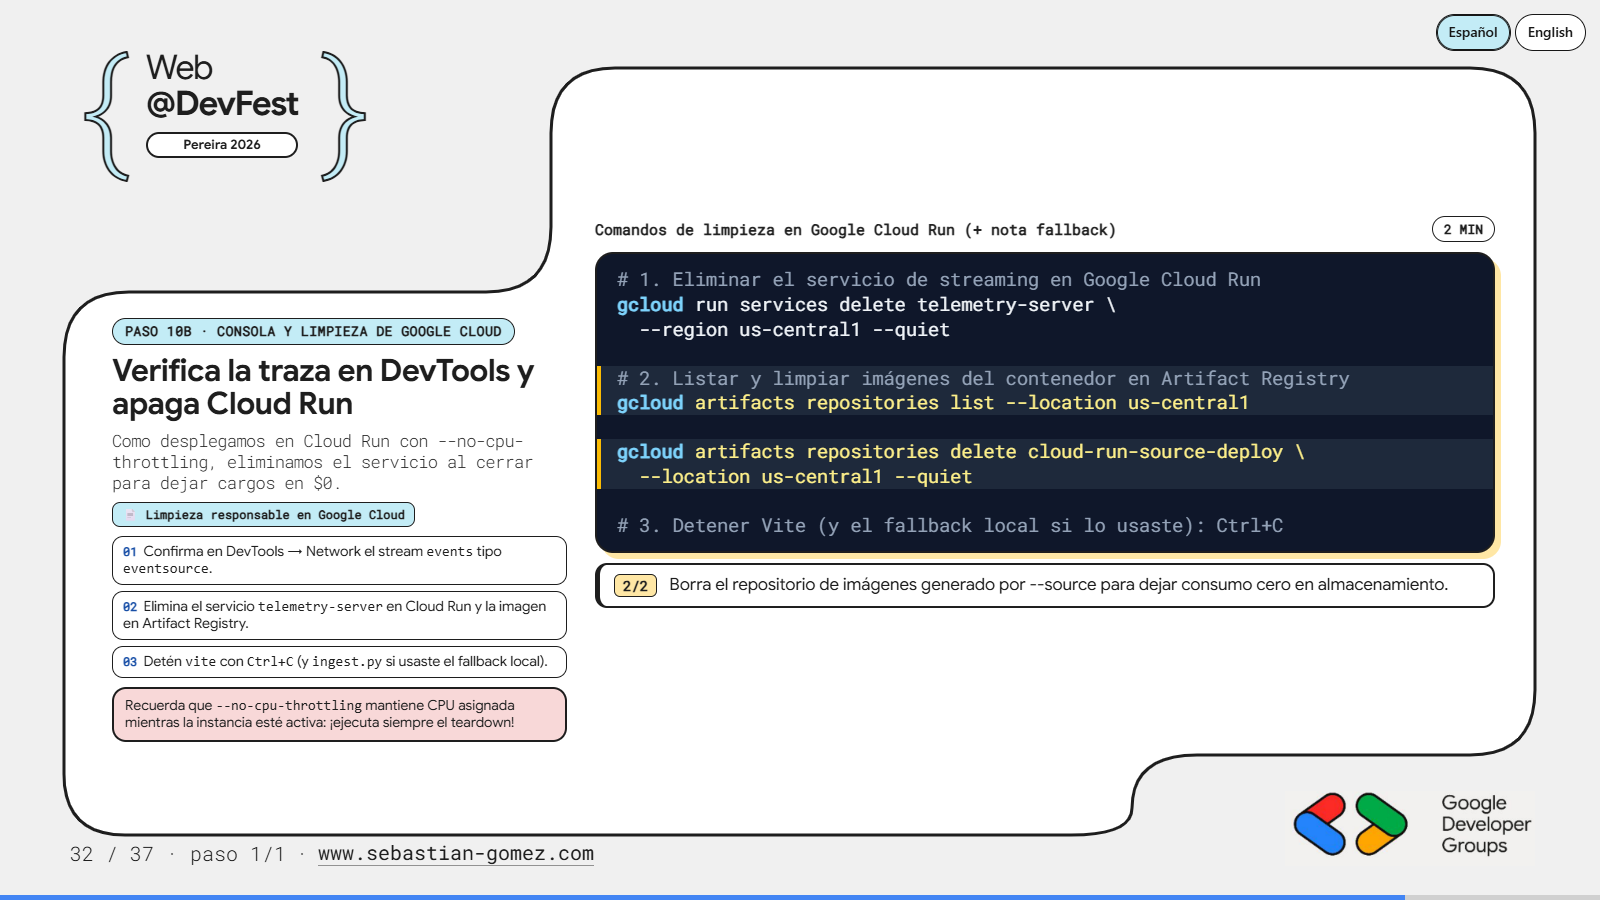 Español
English
Web
@DevFest
Pereira 2026
PASO 10B · CONSOLA Y LIMPIEZA DE GOOGLE CLOUD
Verifica la traza en DevTools y
apaga Cloud Run
Como desplegamos en Cloud Run con --no-cpu-
throttling, eliminamos el servicio al cerrar
para dejar cargos en $0.
Limpieza responsable en Google Cloud
01 Confirma en DevTools → Network el stream events tipo
eventsource.
02 Elimina el servicio telemetry-server en Cloud Run y la imagen
en Artifact Registry.
03 Detén vite con Ctrl+C (y ingest.py si usaste el fallback local).
Recuerda que --no-cpu-throttling mantiene CPU asignada
mientras la instancia esté activa: ¡ejecuta siempre el teardown!
Comandos de limpieza en Google Cloud Run (+ nota fallback)
2 MIN
# 1. Eliminar el servicio de streaming en Google Cloud Run
gcloud run services delete telemetry-server \
--region us-central1 --quiet
# 2. Listar y limpiar imágenes del contenedor en Artifact Registry
gcloud artifacts repositories list --location us-central1
gcloud artifacts repositories delete cloud-run-source-deploy \
--location us-central1 --quiet
# 3. Detener Vite (y el fallback local si lo usaste): Ctrl+C
2/2 Borra el repositorio de imágenes generado por --source para dejar consumo cero en almacenamiento.
32 / 37 · paso 1/1 · www.sebastian-gomez.com
Google
Developer
Groups